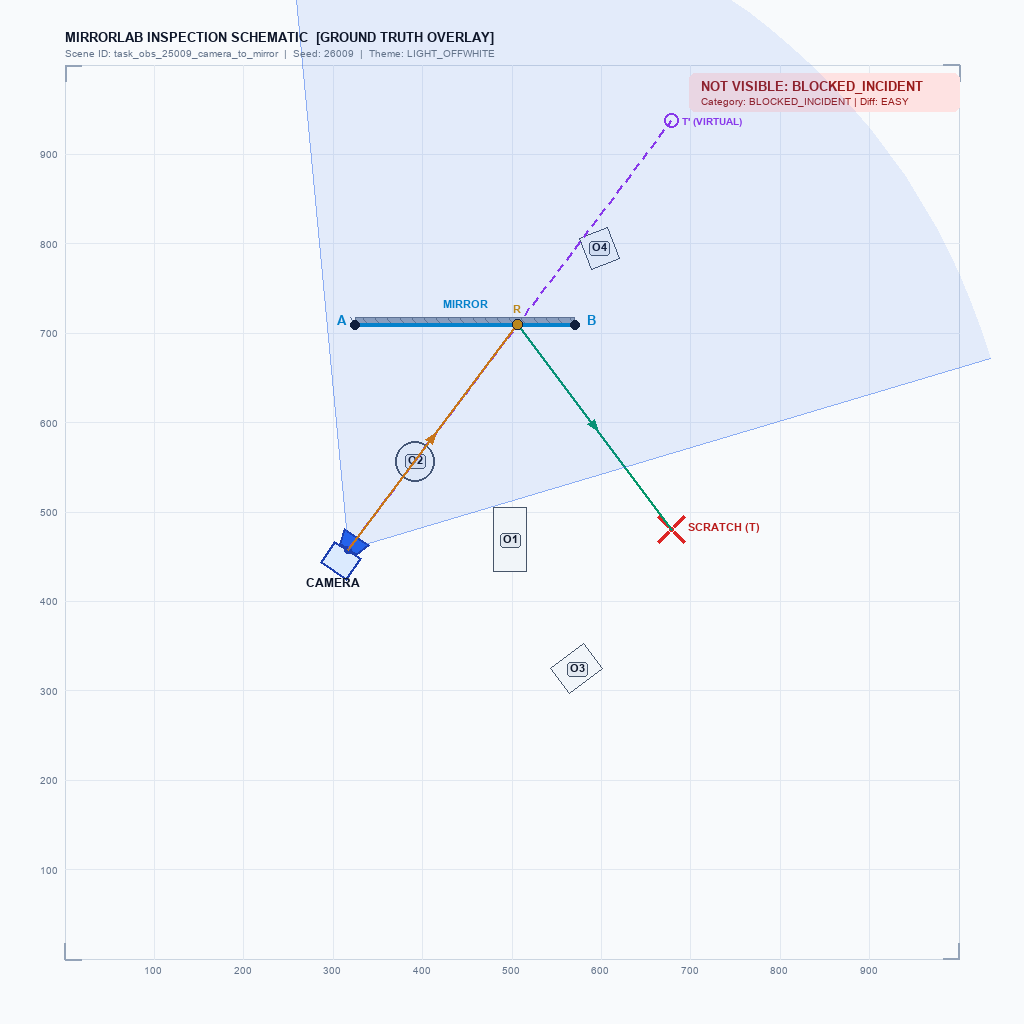 MIRRORLAB INSPECTION SCHEMATIC [GROUND TRUTH OVERLAY]
Scene ID: task_obs_25009_camera_to_mirror | Seed: 26009 | Theme: LIGHT_OFFWHITE
NOT VISIBLE: BLOCKED_INCIDENT
Category: BLOCKED_INCIDENT | Diff: EASY
T' (VIRTUAL)
900
800
O4
MIRROR
R
A
B
700
600
O2
500
SCRATCH (T)
O1
CAMERA
400
O3
300
200
100
100 200 300 400 500 600 700 800 900